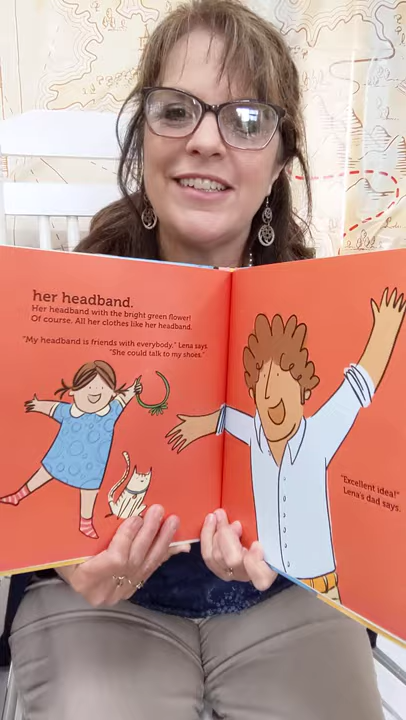 her headband.
Her headband with the bright green flower!
Of course. All her clothes like her headband.
"My headband is friends with everybody," Lena says.
"She could talk to my shoes."
"Excellent idea!"
Lena's dad says.